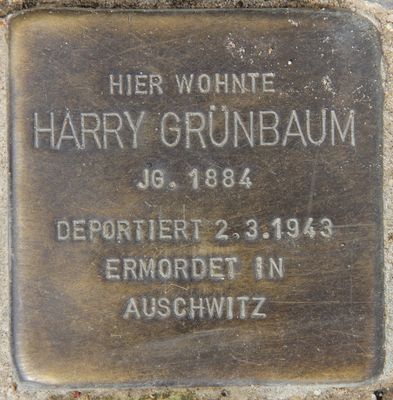 HIER WOHNTE
HARRY GRÜNBAUM
JG. 1884
DEPORTIERT 2.3.1943
ERMORDET IN
AUSCHWITZ